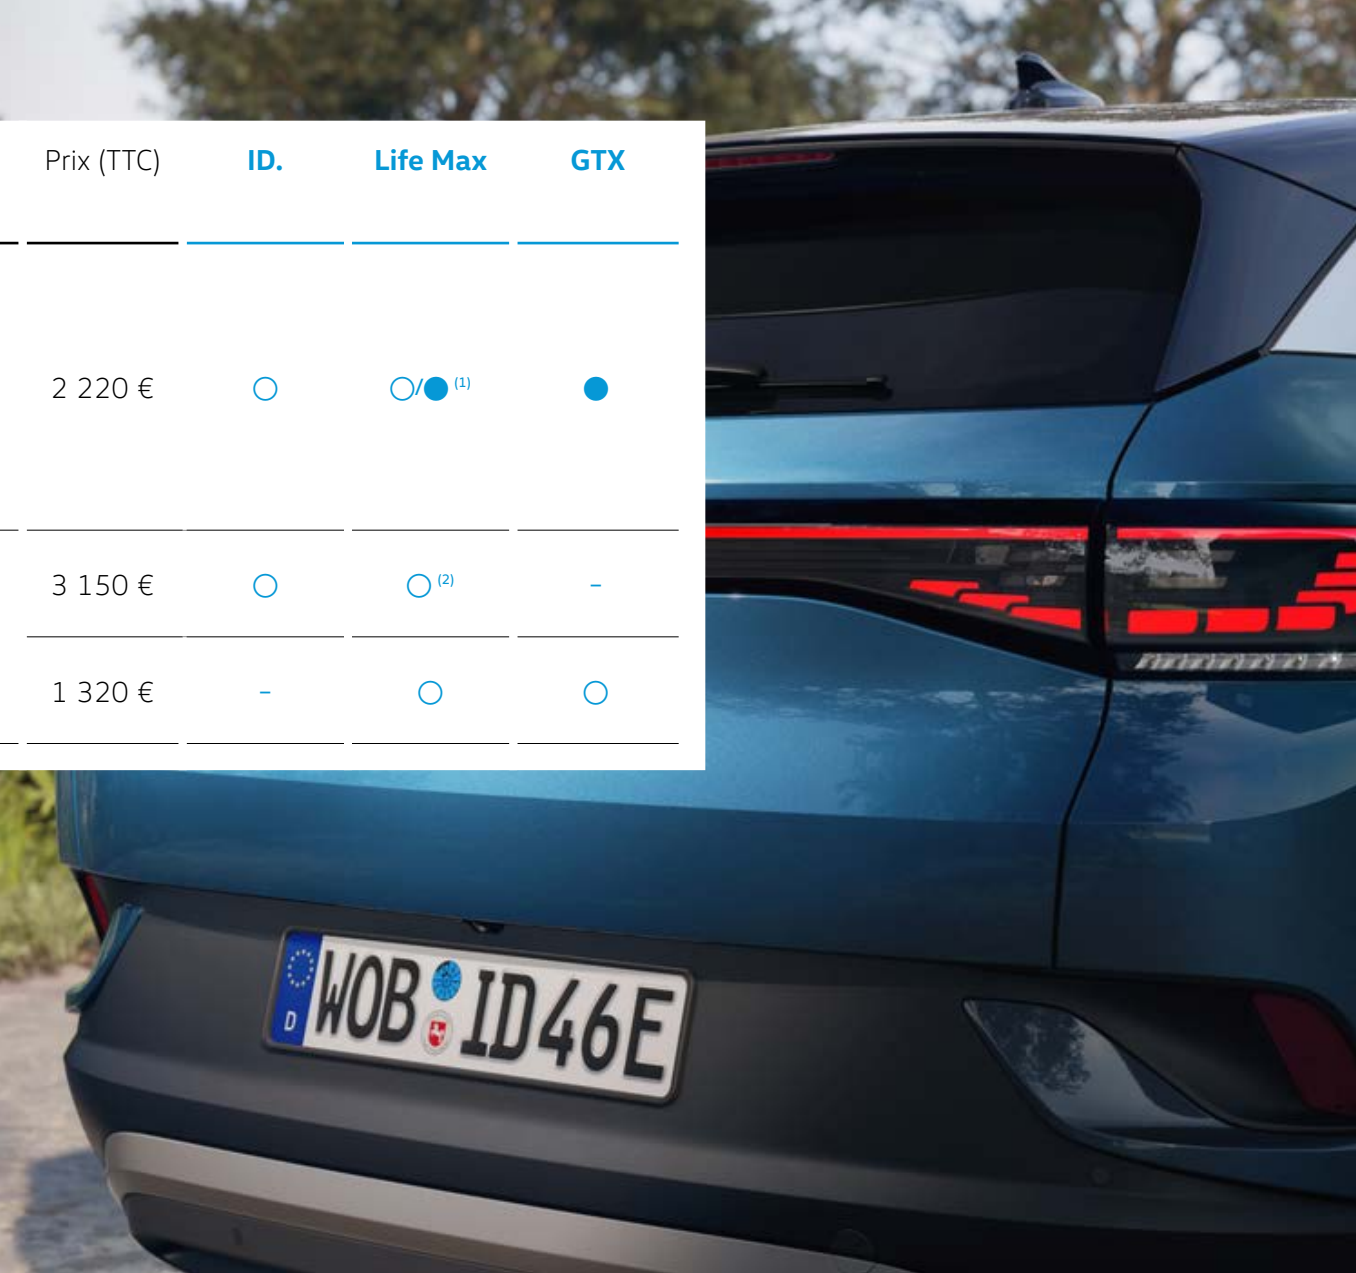 Prix (TTC) ID. Life Max GTX
2 220 € ○ ○/● (1) ●
3 150 € ○ ○ (2) –
1 320 € – ○ ○
D WOB ID46E